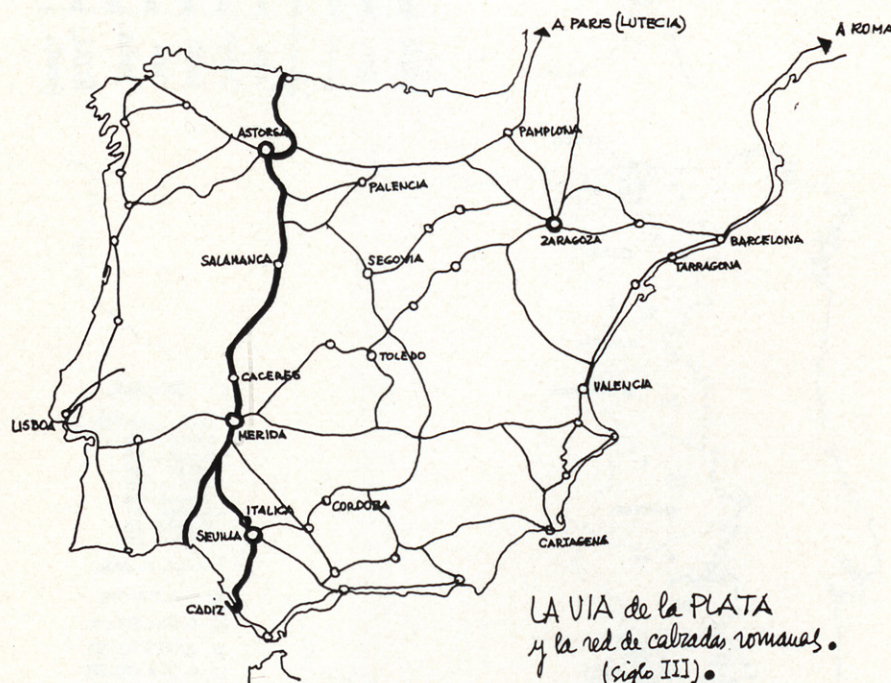 A PARIS (LUTECIA)
A ROMA
ASTORGA
PAMPLONA
PALENCIA
ZARAGOZA
BARCELONA
TARRAGONA
SALAMANCA
SEGOVIA
TOLEDO
CACERES
VALENCIA
LISBOA
MERIDA
ITALICA
CORDOBA
SEVILLA
CARTAGENA
CADIZ
LA VIA de la PLATA
y la red de calzadas romanas.
(siglo III).